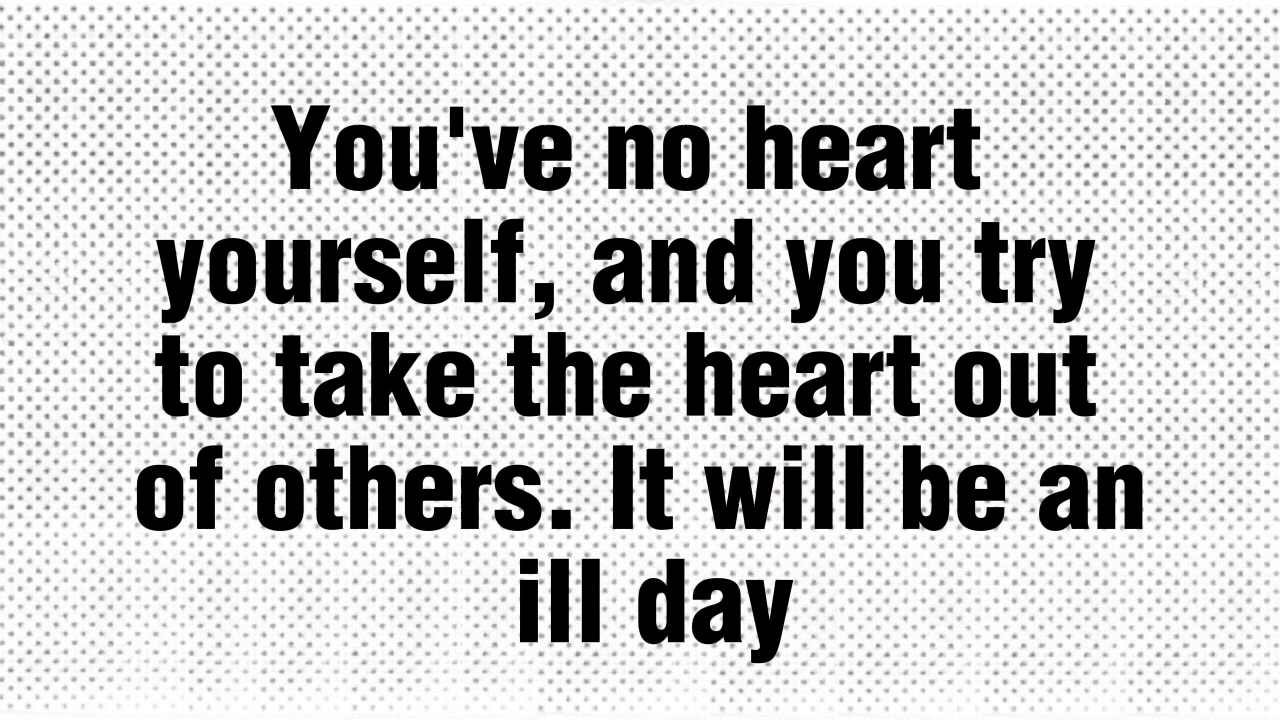 You've no heart
yourself, and you try
to take the heart out
of others. It will be an
ill day